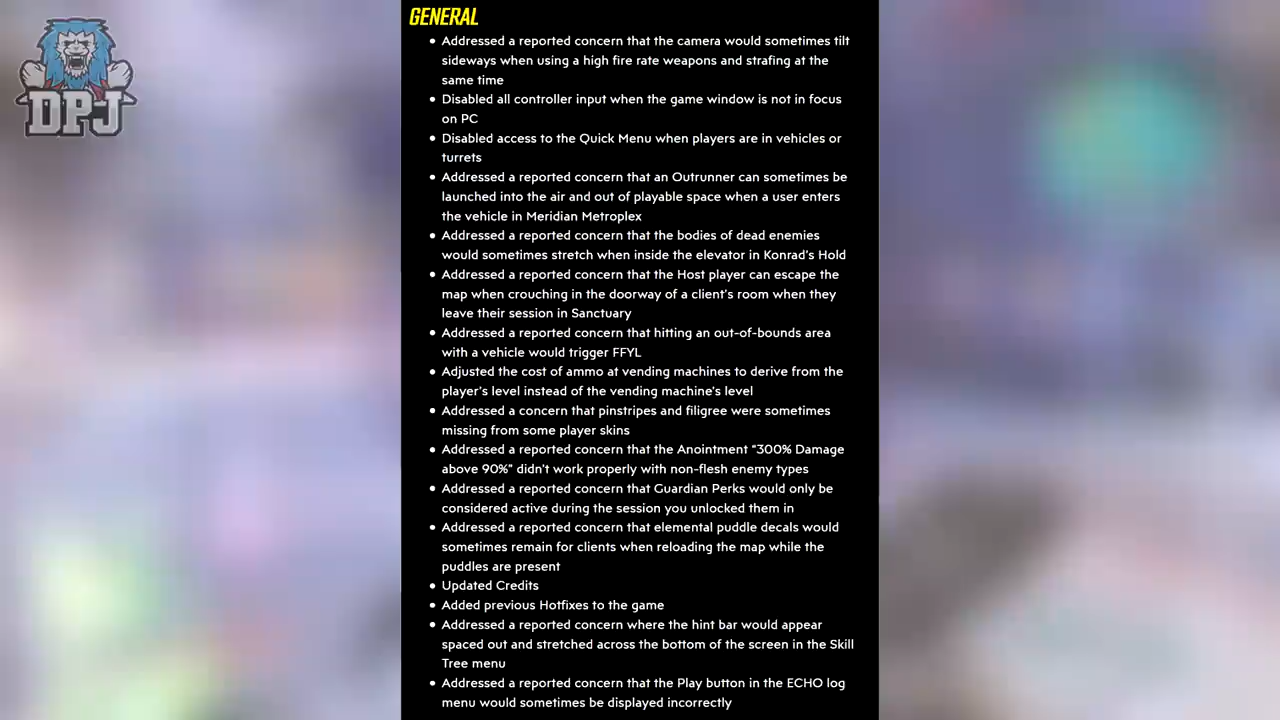 GENERAL
DPJ
• Addressed a reported concern that the camera would sometimes tilt
sideways when using a high fire rate weapons and strafing at the
same time
• Disabled all controller input when the game window is not in focus
on PC
• Disabled access to the Quick Menu when players are in vehicles or
turrets
• Addressed a reported concern that an Outrunner can sometimes be
launched into the air and out of playable space when a user enters
the vehicle in Meridian Metroplex
• Addressed a reported concern that the bodies of dead enemies
would sometimes stretch when inside the elevator in Konrad's Hold
• Addressed a reported concern that the Host player can escape the
map when crouching in the doorway of a client's room when they
leave their session in Sanctuary
• Addressed a reported concern that hitting an out-of-bounds area
with a vehicle would trigger FFYL
• Adjusted the cost of ammo at vending machines to derive from the
player's level instead of the vending machine's level
• Addressed a concern that pinstripes and filigree were sometimes
missing from some player skins
• Addressed a reported concern that the Anointment "300% Damage
above 90%" didn't work properly with non-flesh enemy types
• Addressed a reported concern that Guardian Perks would only be
considered active during the session you unlocked them in
• Addressed a reported concern that elemental puddle decals would
sometimes remain for clients when reloading the map while the
puddles are present
• Updated Credits
• Added previous Hotfixes to the game
• Addressed a reported concern where the hint bar would appear
spaced out and stretched across the bottom of the screen in the Skill
Tree menu
• Addressed a reported concern that the Play button in the ECHO log
menu would sometimes be displayed incorrectly